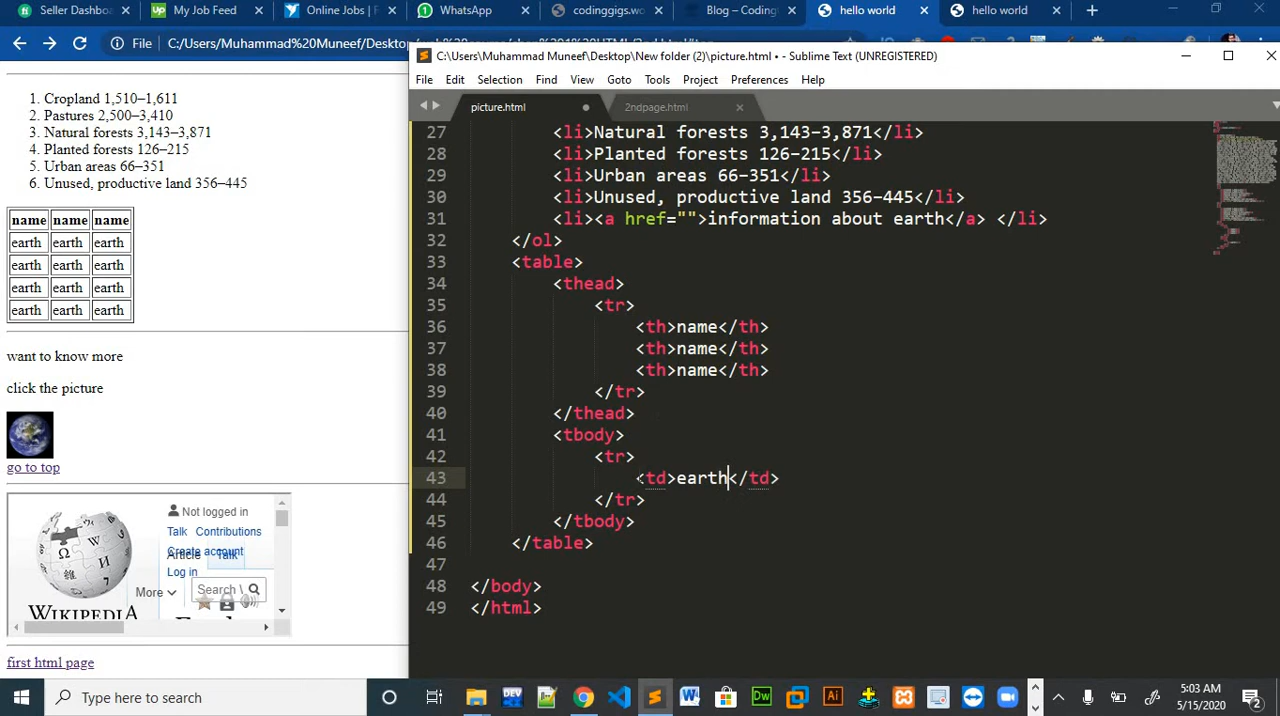 Seller Dashboar
My Job Feed
Online Jobs | F
WhatsApp
codinggigs.wo
Blog – Coding
hello world
hello world
File
C:/Users/Muhammad%20Muneef/Desktop
C:\Users\Muhammad Muneef\Desktop\New folder (2)\picture.html • - Sublime Text (UNREGISTERED)
File Edit Selection Find View Goto Tools Project Preferences Help
picture.html
2ndpage.html
1. Cropland 1,510–1,611
2. Pastures 2,500–3,410
3. Natural forests 3,143–3,871
4. Planted forests 126–215
5. Urban areas 66–351
6. Unused, productive land 356–445
name name name
earth earth earth
earth earth earth
earth earth earth
earth earth earth
want to know more
click the picture
go to top
Not logged in
Talk Contributions
Create account
Article Talk
Log in
More
Search W
WIKIPEDIA
first html page
27 <li>Natural forests 3,143–3,871</li>
28 <li>Planted forests 126–215</li>
29 <li>Urban areas 66–351</li>
30 <li>Unused, productive land 356–445</li>
31 <li><a href="">information about earth</a> </li>
32 </ol>
33 <table>
34 <thead>
35 <tr>
36 <th>name</th>
37 <th>name</th>
38 <th>name</th>
39 </tr>
40 </thead>
41 <tbody>
42 <tr>
43 <td>earth</td>
44 </tr>
45 </tbody>
46 </table>
47
48 </body>
49 </html>
Type here to search
5:03 AM
5/15/2020
2